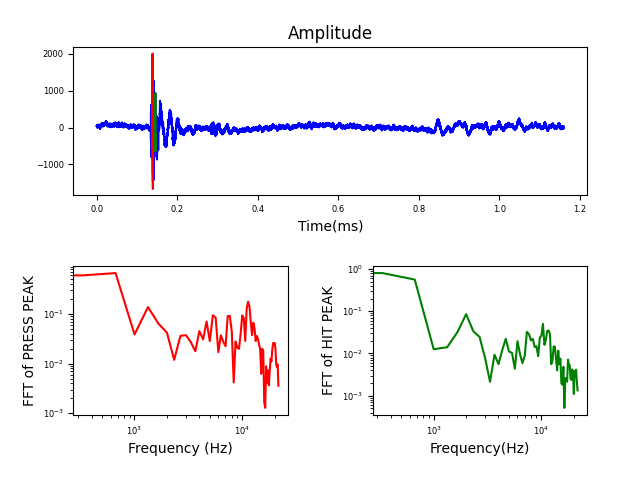 Amplitude
2000
1000
0
−1000
0.0 0.2 0.4 0.6 0.8 1.0 1.2
Time(ms)
FFT of PRESS PEAK
10⁻¹
10⁻²
10⁻³
10³ 10⁴
Frequency (Hz)
FFT of HIT PEAK
10⁰
10⁻¹
10⁻²
10⁻³
10³ 10⁴
Frequency(Hz)